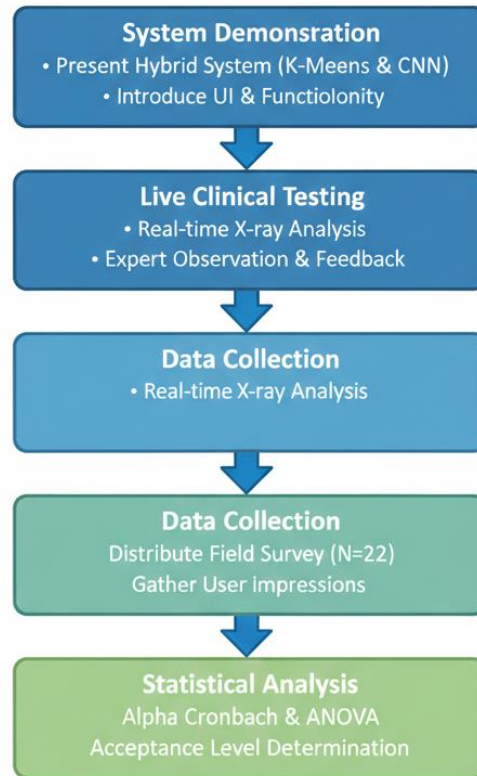 System Demonsration
• Present Hybrid System (K-Meens & CNN)
• Introduce UI & Functiolonity
Live Clinical Testing
• Real-time X-ray Analysis
• Expert Observation & Feedback
Data Collection
• Real-time X-ray Analysis
Data Collection
Distribute Field Survey (N=22)
Gather User Impressions
Statistical Analysis
Alpha Cronbach & ANOVA
Acceptance Level Determination